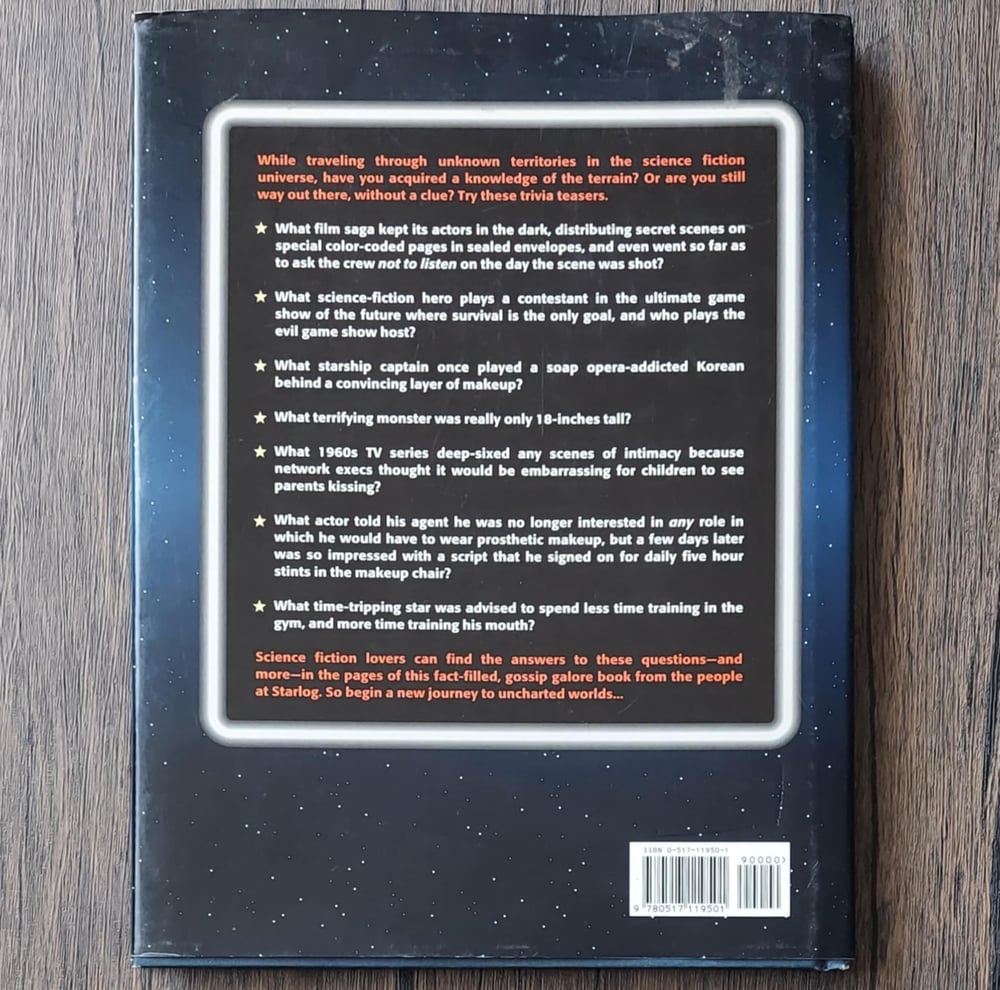 While traveling through unknown territories in the science fiction
universe, have you acquired a knowledge of the terrain? Or are you still
way out there, without a clue? Try these trivia teasers.
What film saga kept its actors in the dark, distributing secret scenes on
special color-coded pages in sealed envelopes, and even went so far as
to ask the crew not to listen on the day the scene was shot?
What science-fiction hero plays a contestant in the ultimate game
show of the future where survival is the only goal, and who plays the
evil game show host?
What starship captain once played a soap opera-addicted Korean
behind a convincing layer of makeup?
What terrifying monster was really only 18-inches tall?
What 1960s TV series deep-sixed any scenes of intimacy because
network execs thought it would be embarrassing for children to see
parents kissing?
What actor told his agent he was no longer interested in any role in
which he would have to wear prosthetic makeup, but a few days later
was so impressed with a script that he signed on for daily five hour
stints in the makeup chair?
What time-tripping star was advised to spend less time training in the
gym, and more time training his mouth?
Science fiction lovers can find the answers to these questions—and
more—in the pages of this fact-filled, gossip galore book from the people
at Starlog. So begin a new journey to uncharted worlds...
ISBN 0-517-11950-1
90000>
9 780517 119501